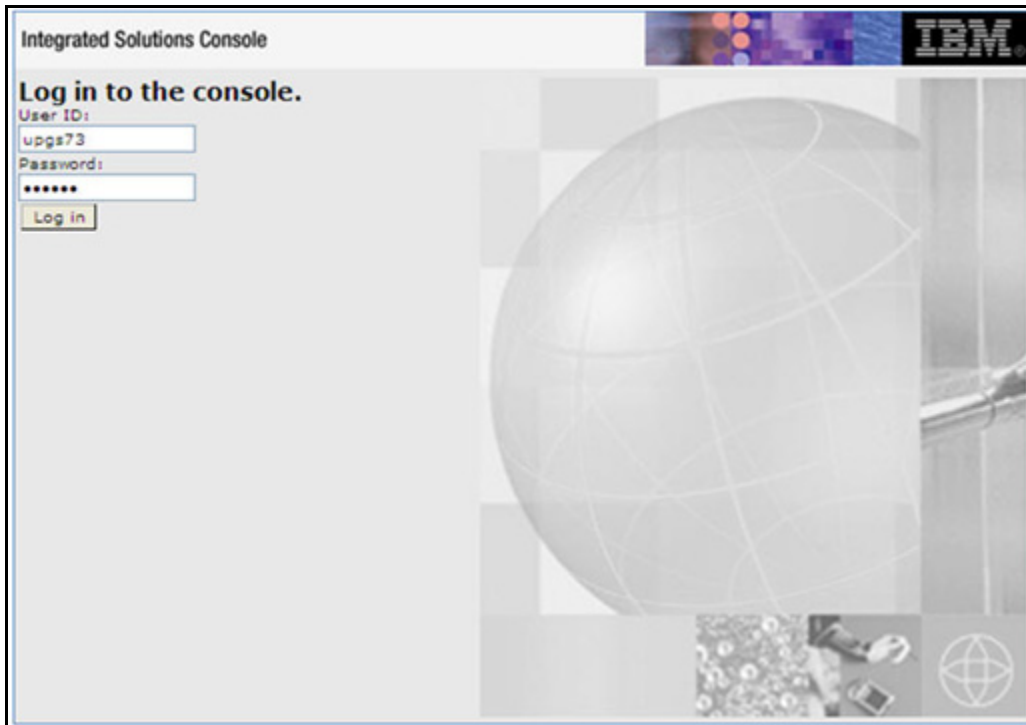 Integrated Solutions Console
IBM®
Log in to the console.
User ID:
upgs73
Password:
••••••
Log in